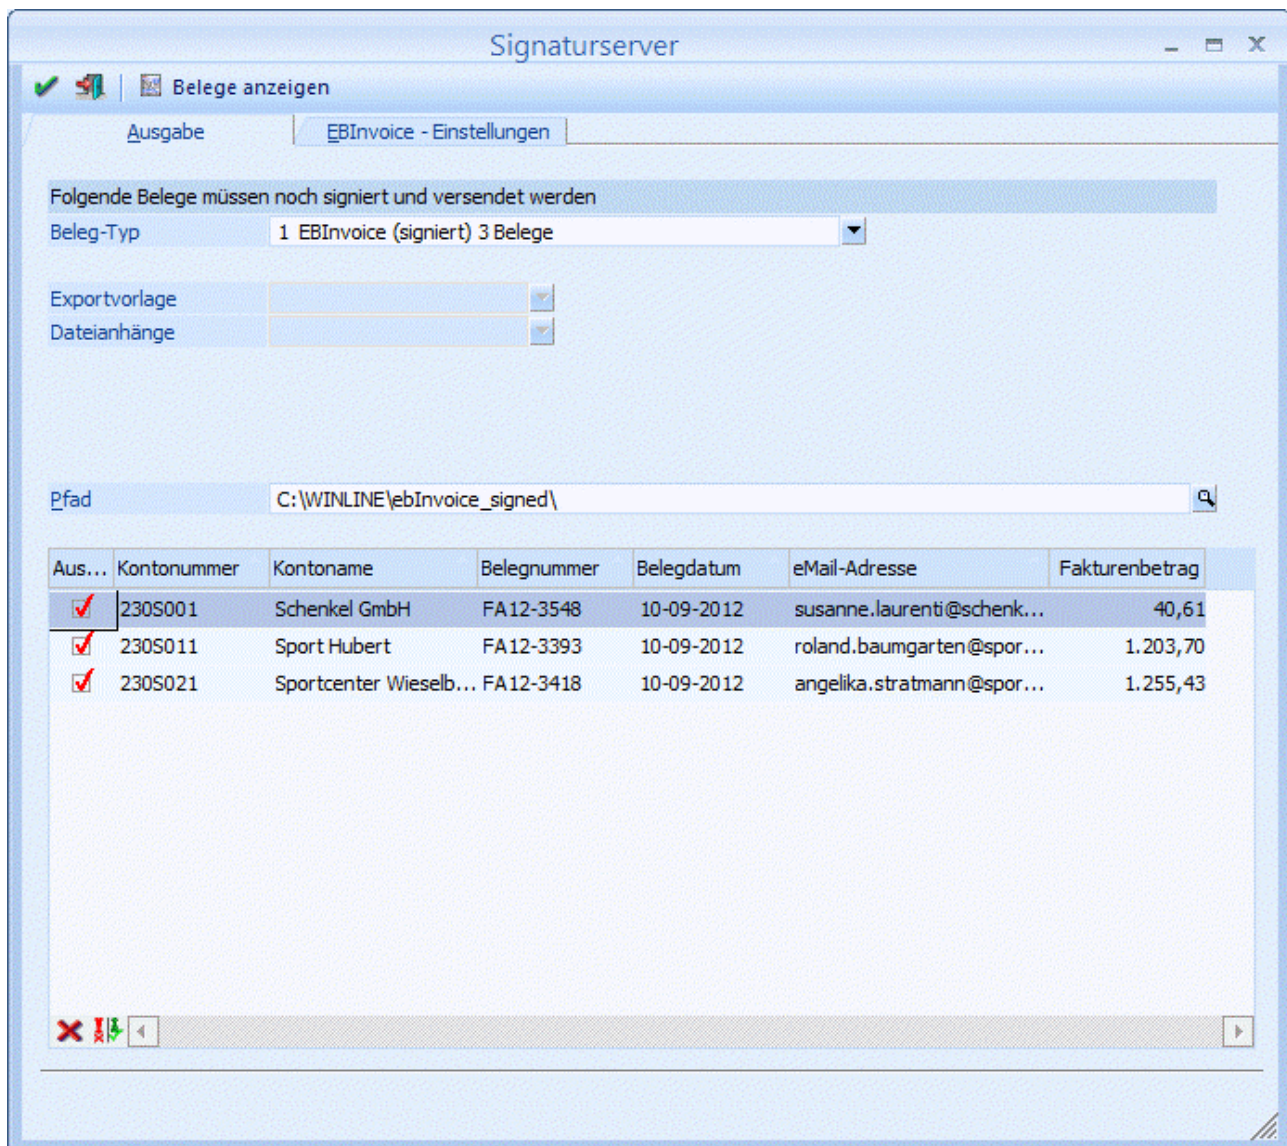 Signaturserver
Belege anzeigen
Ausgabe EBInvoice - Einstellungen
Folgende Belege müssen noch signiert und versendet werden
Beleg-Typ 1 EBInvoice (signiert) 3 Belege
Exportvorlage
Dateianhänge
Pfad C:\WINLINE\ebInvoice_signed\
Aus... Kontonummer Kontoname Belegnummer Belegdatum eMail-Adresse Fakturenbetrag
230S001 Schenkel GmbH FA12-3548 10-09-2012 susanne.laurenti@schenk... 40,61
230S011 Sport Hubert FA12-3393 10-09-2012 roland.baumgarten@spor... 1.203,70
230S021 Sportcenter Wieselb... FA12-3418 10-09-2012 angelika.stratmann@spor... 1.255,43